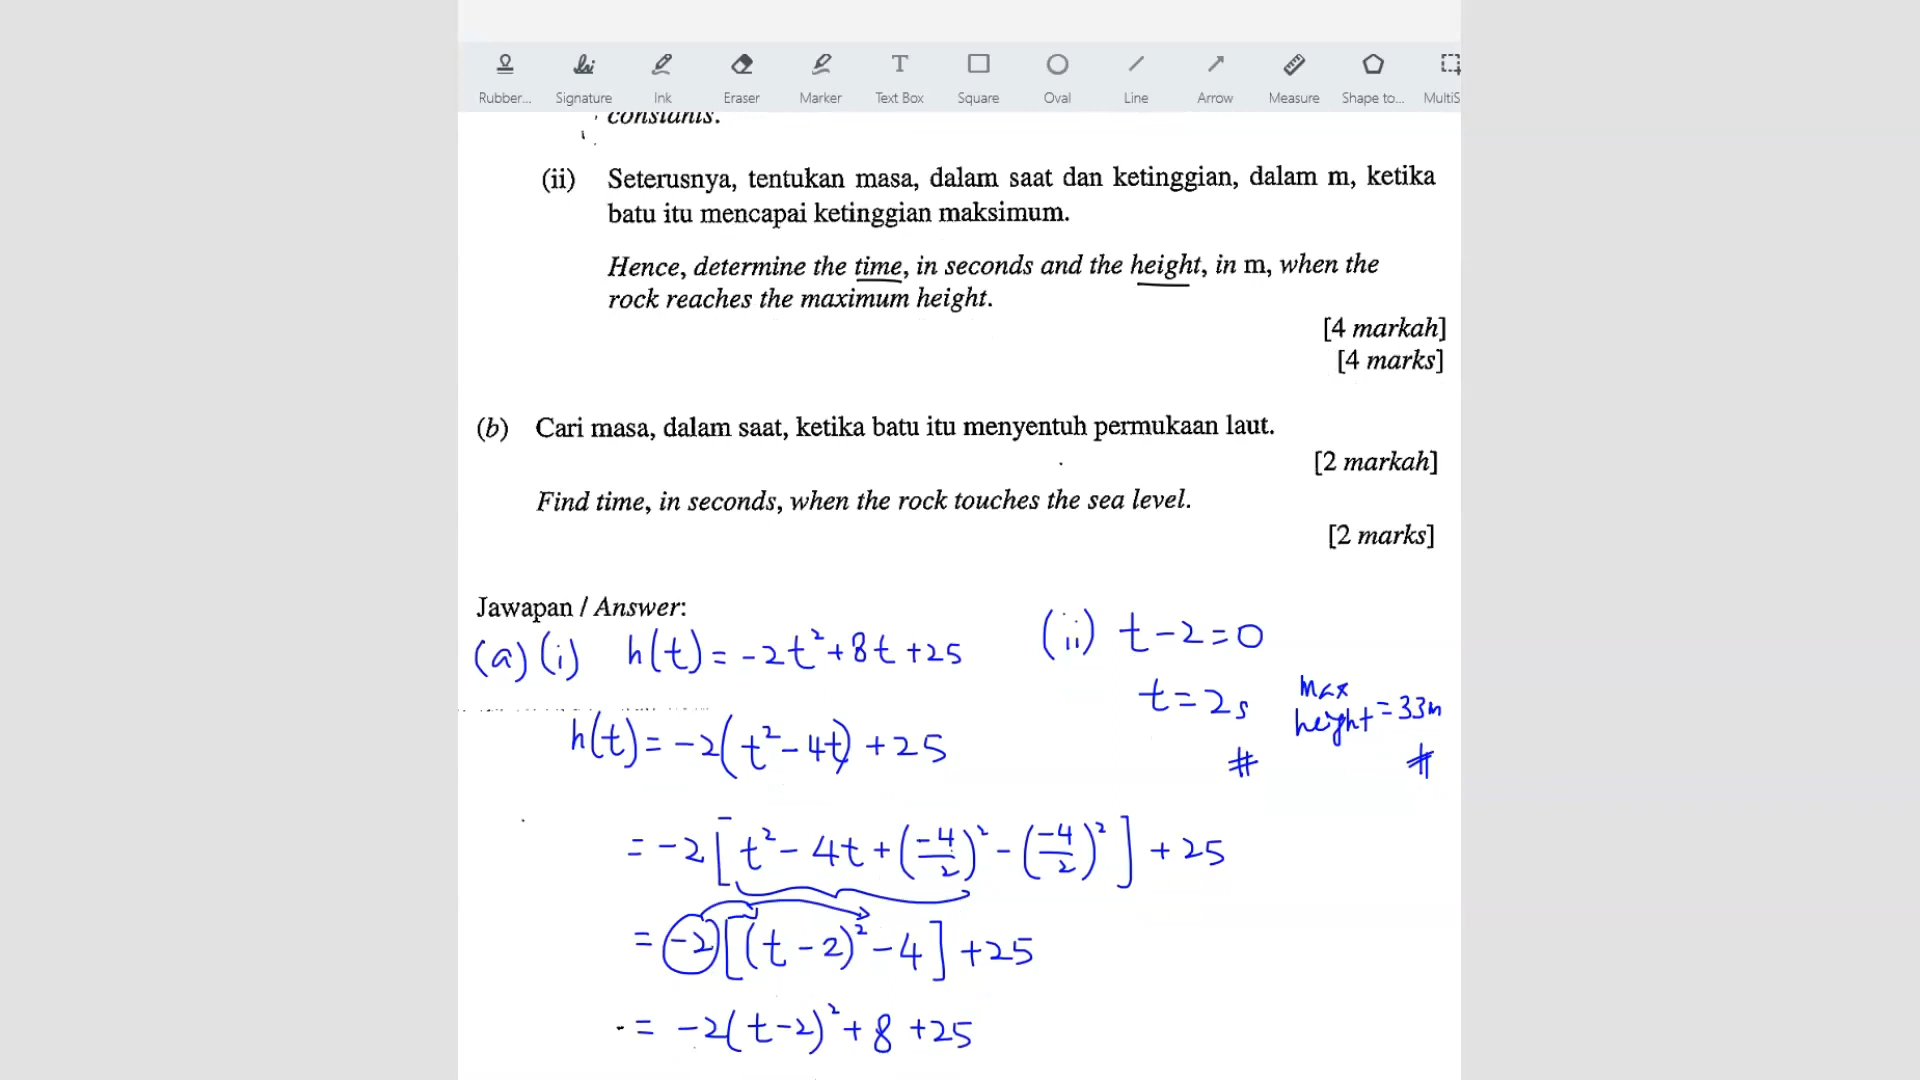 Rubber... Signature Ink Eraser Marker Text Box Square Oval Line Arrow Measure Shape to... MultiS
constants.
(ii) Seterusnya, tentukan masa, dalam saat dan ketinggian, dalam m, ketika
batu itu mencapai ketinggian maksimum.
Hence, determine the time, in seconds and the height, in m, when the
rock reaches the maximum height.
[4 markah]
[4 marks]
(b) Cari masa, dalam saat, ketika batu itu menyentuh permukaan laut.
[2 markah]
Find time, in seconds, when the rock touches the sea level.
[2 marks]
Jawapan / Answer:
(a) (i) h(t) = -2t² + 8t + 25
h(t) = -2(t² - 4t) + 25
= -2[t² - 4t + (-4/2)² - (-4/2)²] + 25
= -2[(t - 2)² - 4] + 25
= -2(t - 2)² + 8 + 25
(ii) t - 2 = 0
t = 2s
#
max
height = 33m
#